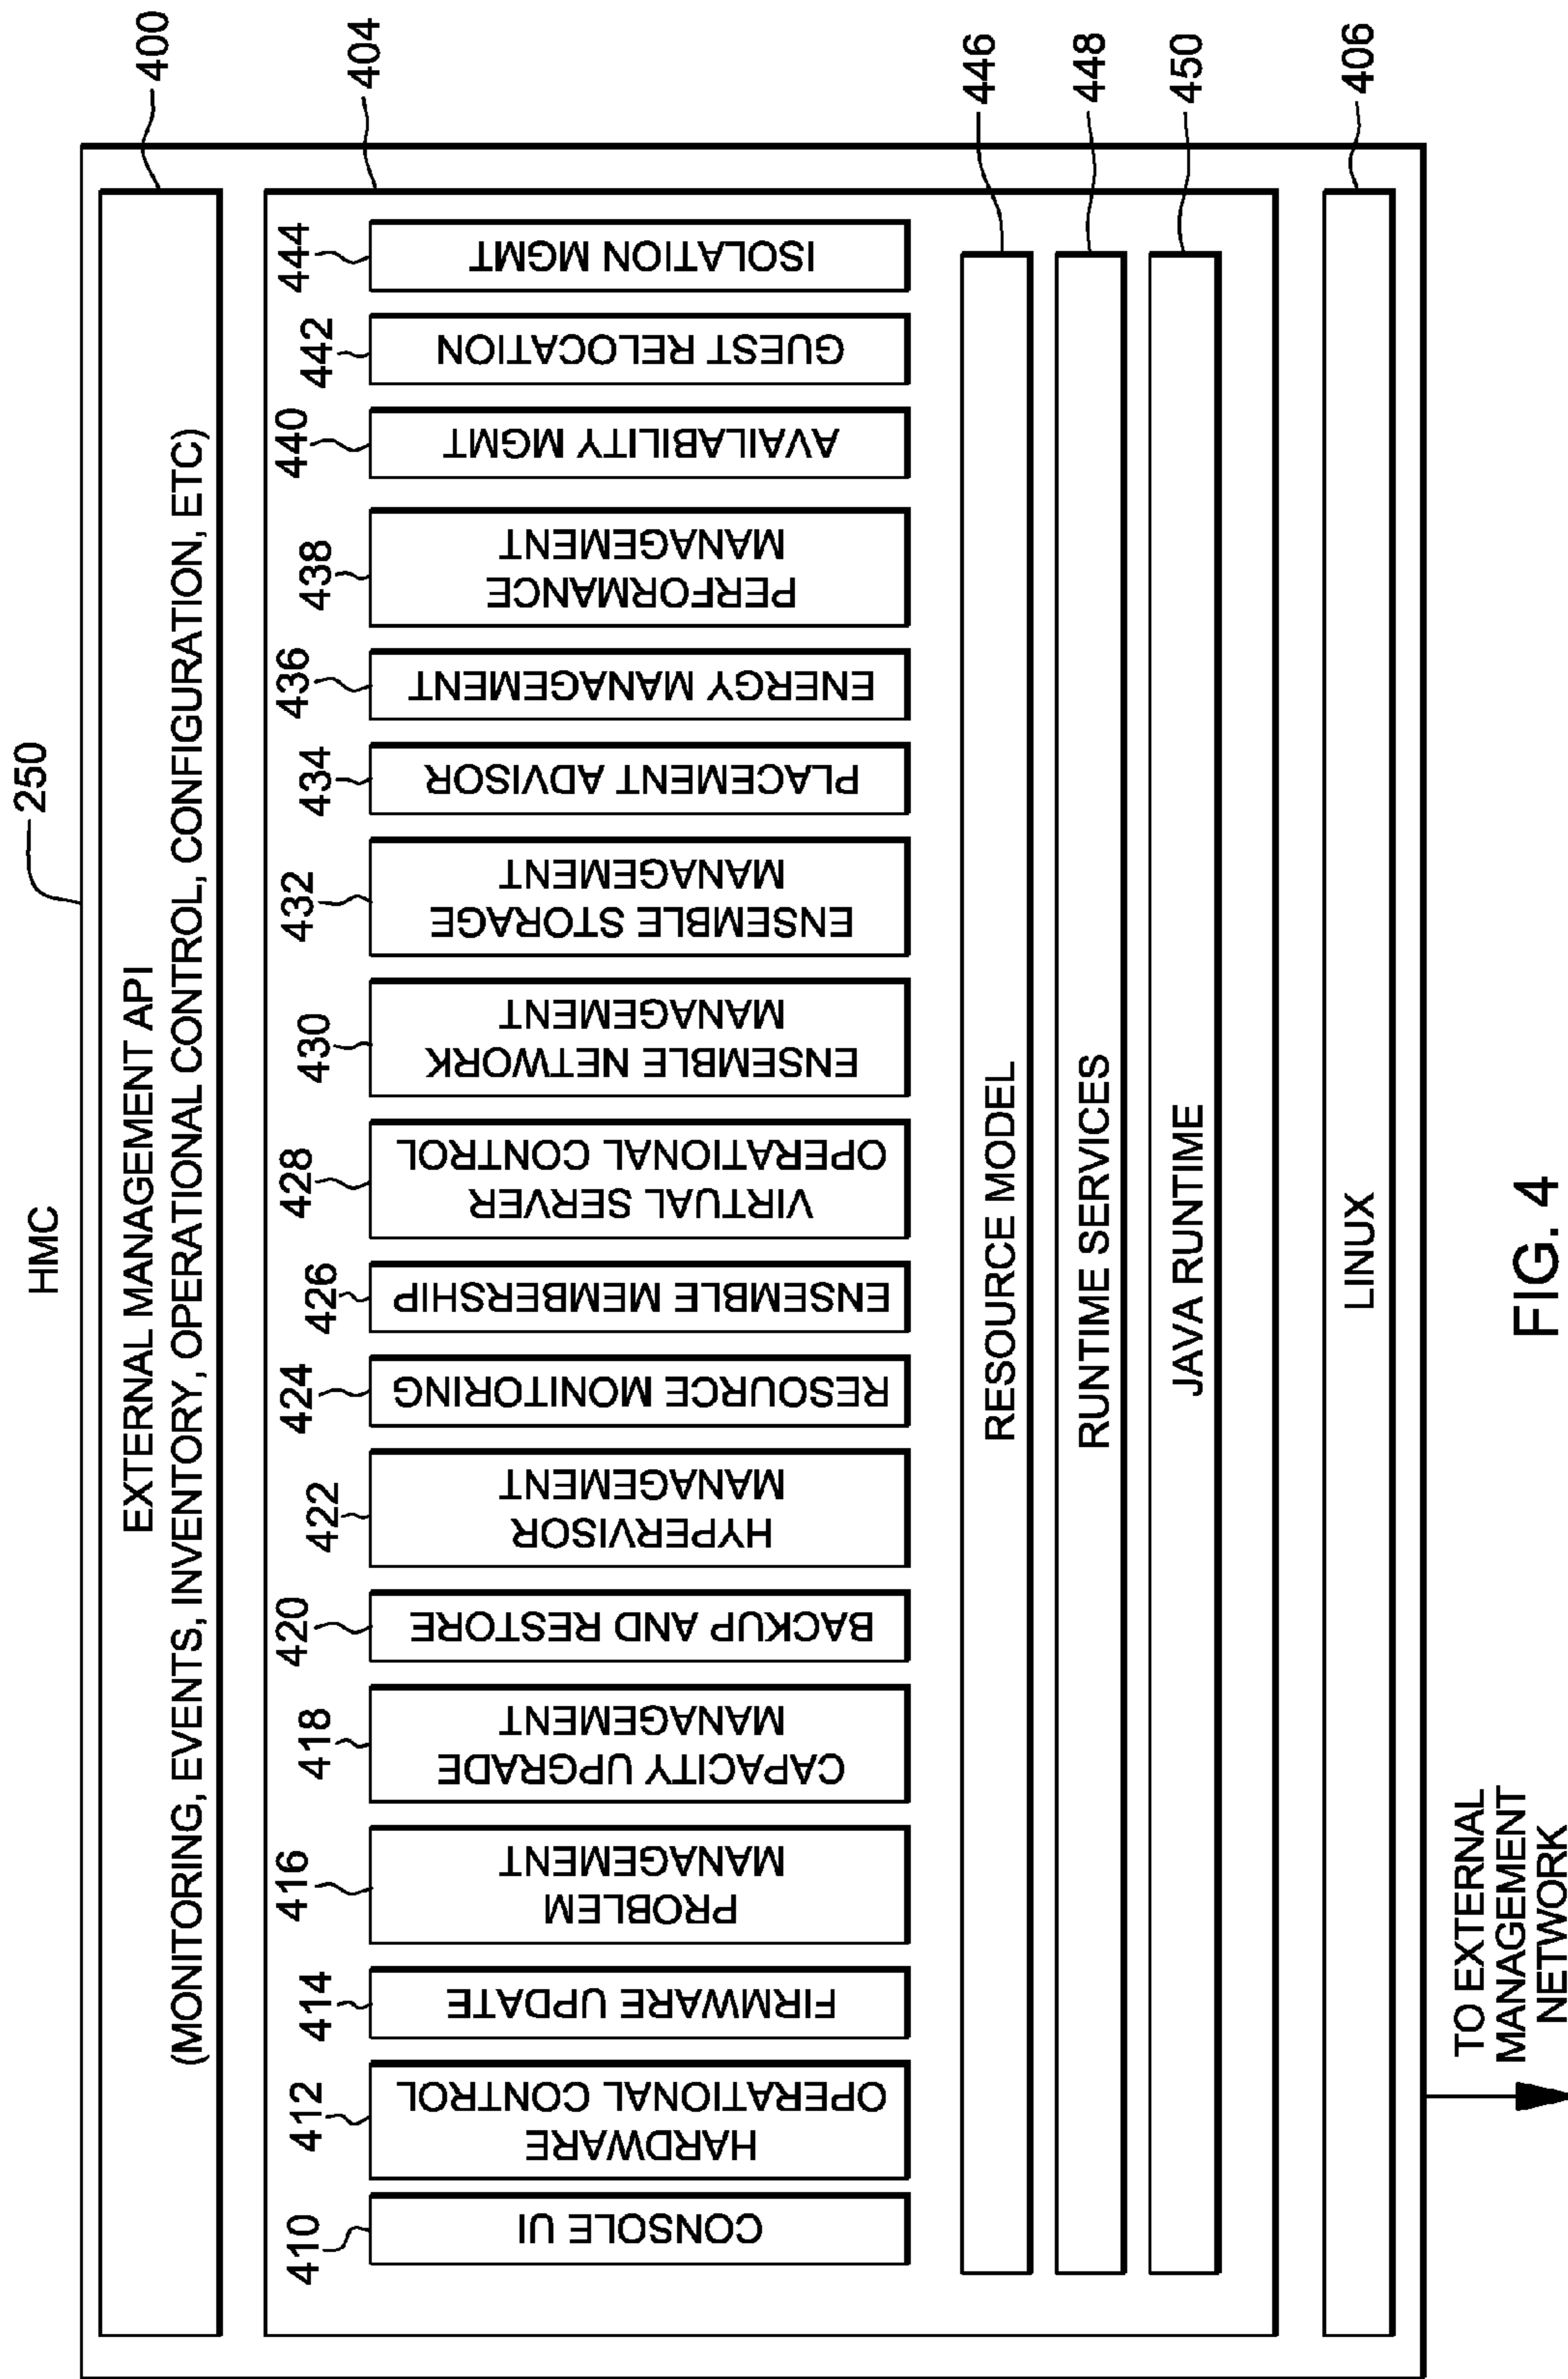 HMC
250
EXTERNAL MANAGEMENT API
(MONITORING, EVENTS, INVENTORY, OPERATIONAL CONTROL, CONFIGURATION, ETC)
400
404
410
CONSOLE UI
412
HARDWARE
OPERATIONAL CONTROL
414
FIRMWARE UPDATE
416
PROBLEM
MANAGEMENT
418
CAPACITY UPGRADE
MANAGEMENT
420
BACKUP AND RESTORE
422
HYPERVISOR
MANAGEMENT
424
RESOURCE MONITORING
426
ENSEMBLE MEMBERSHIP
428
VIRTUAL SERVER
OPERATIONAL CONTROL
430
ENSEMBLE NETWORK
MANAGEMENT
432
ENSEMBLE STORAGE
MANAGEMENT
434
PLACEMENT ADVISOR
436
ENERGY MANAGEMENT
438
PERFORMANCE
MANAGEMENT
440
AVAILABILITY MGMT
442
GUEST RELOCATION
444
ISOLATION MGMT
RESOURCE MODEL
446
RUNTIME SERVICES
448
JAVA RUNTIME
450
LINUX
406
TO EXTERNAL
MANAGEMENT
NETWORK
FIG. 4